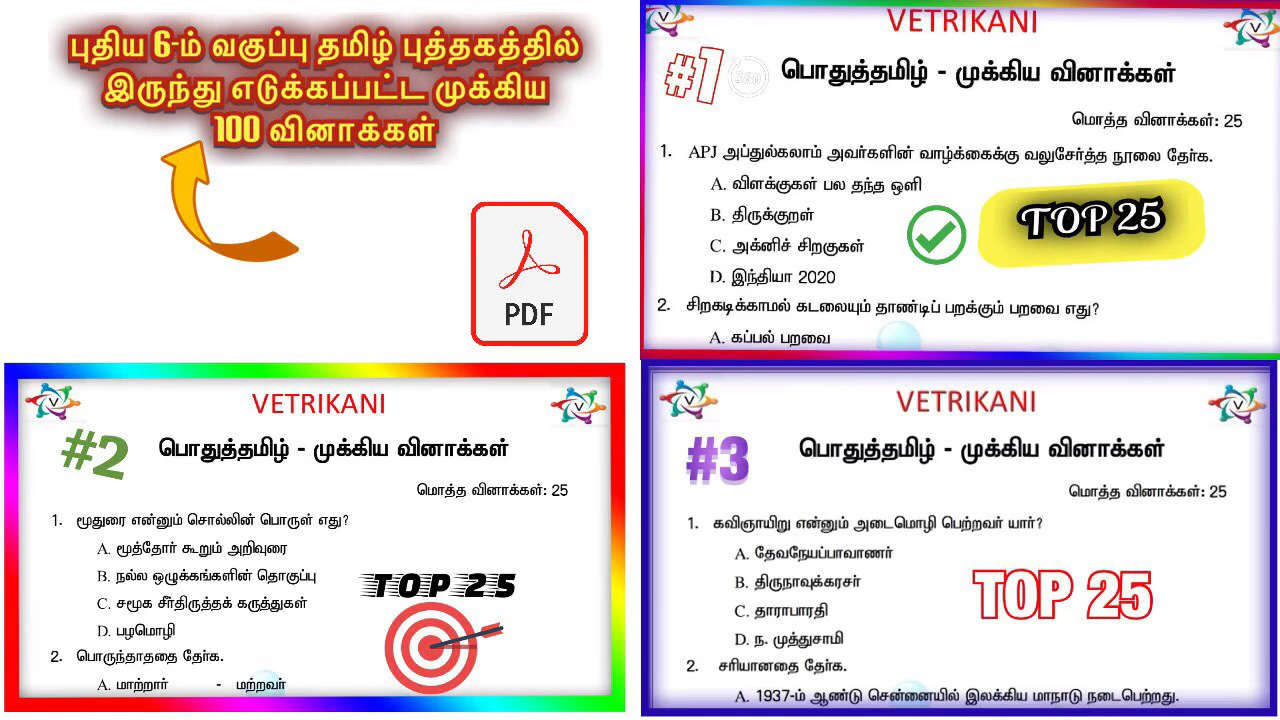 புதிய 6-ம் வகுப்பு தமிழ் புத்தகத்தில்
இருந்து எடுக்கப்பட்ட முக்கிய
100 வினாக்கள்
PDF
VETRIKANI
V
V
#1
360
பொதுத்தமிழ் - முக்கிய வினாக்கள்
மொத்த வினாக்கள்: 25
1. APJ அப்துல்கலாம் அவர்களின் வாழ்க்கைக்கு வலுசேர்த்த நூலை தேர்க.
A. விளக்குகள் பல தந்த ஒளி
B. திருக்குறள்
C. அக்னிச் சிறகுகள்
D. இந்தியா 2020
TOP 25
2. சிறகடிக்காமல் கடலையும் தாண்டிப் பறக்கும் பறவை எது?
A. கப்பல் பறவை
VETRIKANI
V
V
#2
பொதுத்தமிழ் - முக்கிய வினாக்கள்
மொத்த வினாக்கள்: 25
1. மூதுரை என்னும் சொல்லின் பொருள் எது?
A. மூத்தோர் கூறும் அறிவுரை
B. நல்ல ஒழுக்கங்களின் தொகுப்பு
C. சமூக சீர்திருத்தக் கருத்துகள்
D. பழமொழி
TOP 25
2. பொருந்தாததை தேர்க.
A. மாற்றார் - மற்றவர்
VETRIKANI
V
V
#3
பொதுத்தமிழ் - முக்கிய வினாக்கள்
மொத்த வினாக்கள்: 25
1. கவிஞாயிறு என்னும் அடைமொழி பெற்றவர் யார்?
A. தேவநேயப்பாவாணர்
B. திருநாவுக்கரசர்
C. தாராபாரதி
D. ந. முத்துசாமி
TOP 25
2. சரியானதை தேர்க.
A. 1937-ம் ஆண்டு சென்னையில் இலக்கிய மாநாடு நடைபெற்றது.